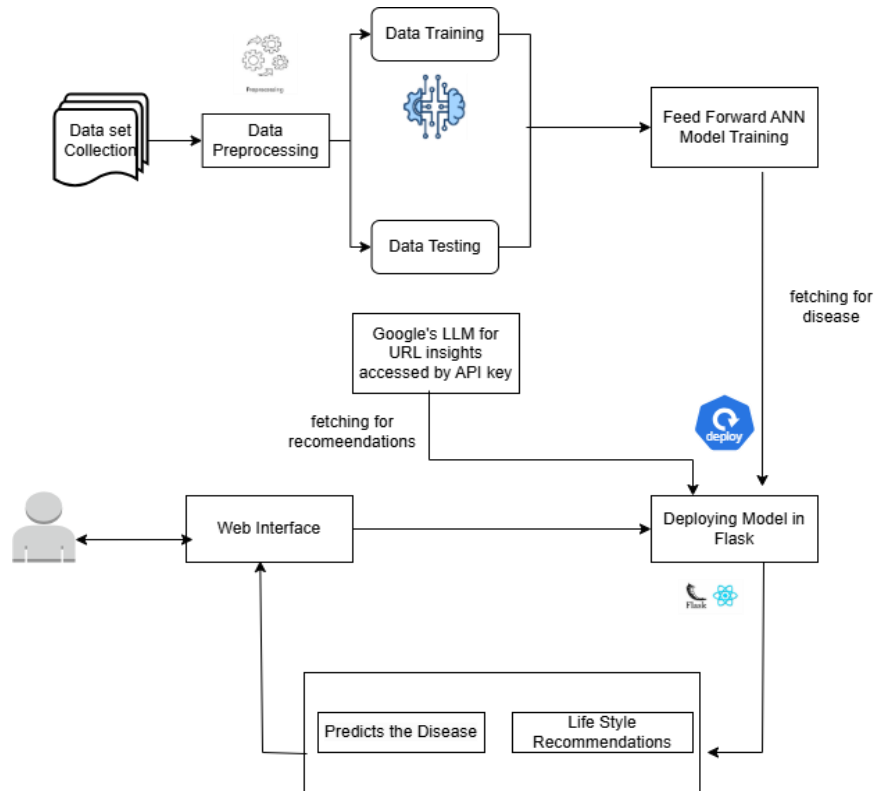 Data Training
Preprocessing
Data set
Collection
Data
Preprocessing
Feed Forward ANN
Model Training
Data Testing
fetching for
disease
Google's LLM for
URL insights
accessed by API key
fetching for
recomeendations
deploy
Web Interface
Deploying Model in
Flask
Flask
Predicts the Disease
Life Style
Recommendations